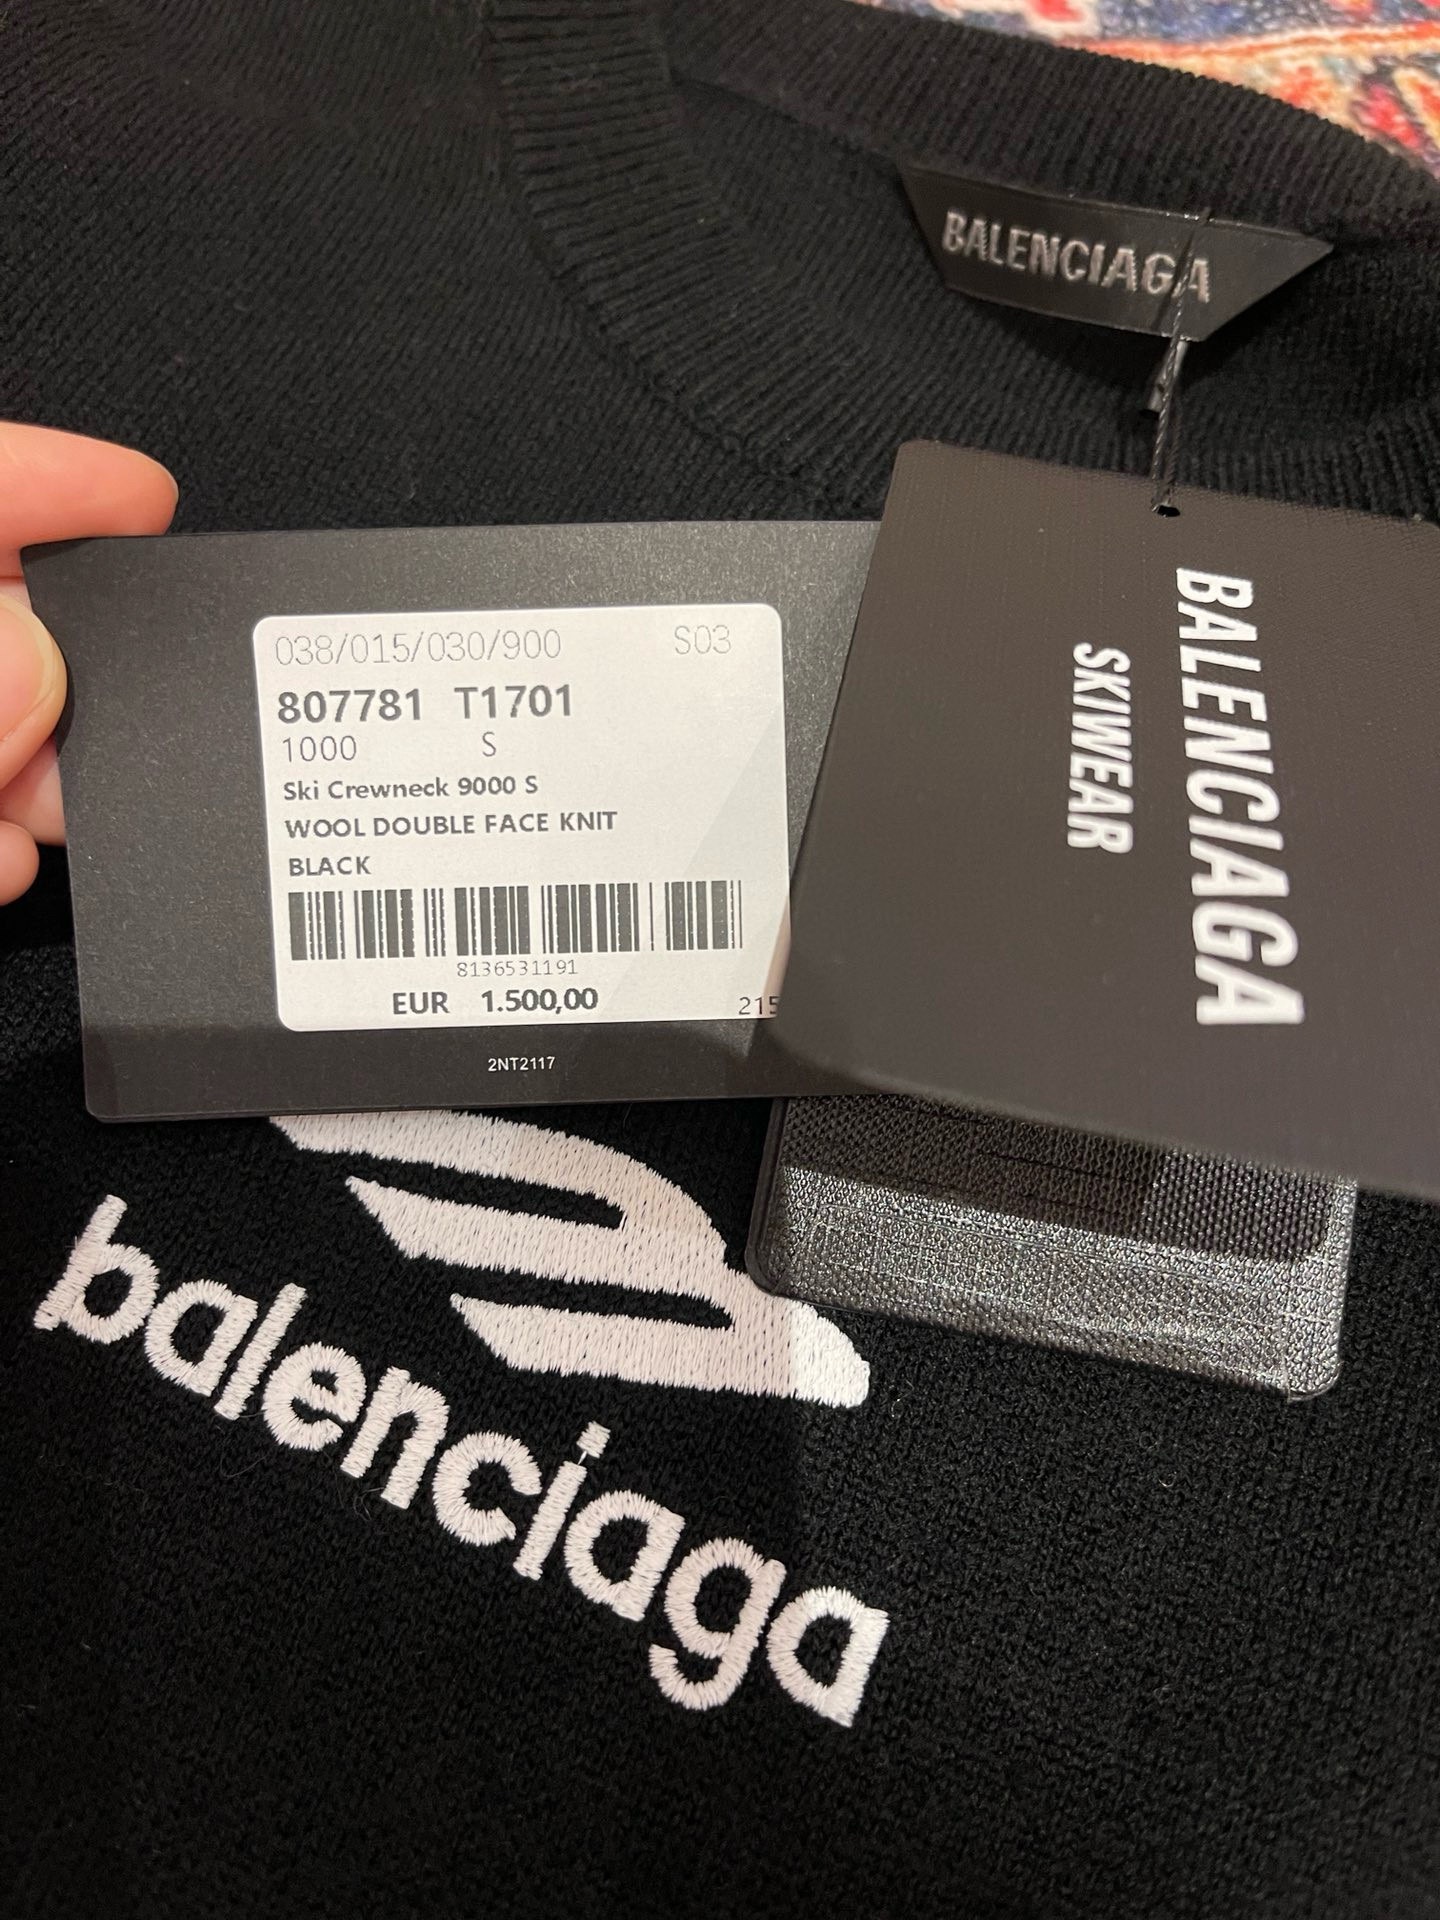 BALENCIAGA
038/015/030/900 S03
807781 T1701
1000 S
Ski Crewneck 9000 S
WOOL DOUBLE FACE KNIT
BLACK
8136531191
EUR 1.500,00
215
2NT2117
BALENCIAGA
SKIWEAR
balenciaga